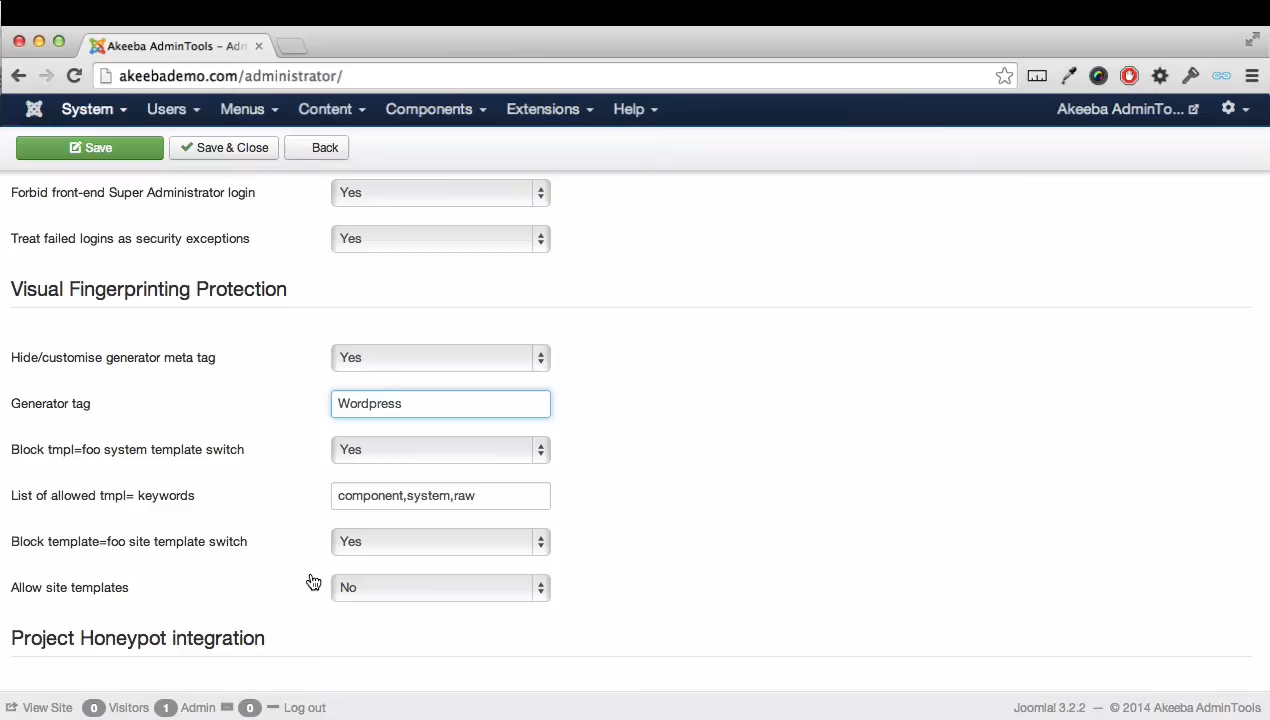 Akeeba AdminTools – Adn
akeebademo.com/administrator/
System Users Menus Content Components Extensions Help Akeeba AdminTo...
Save Save & Close Back
Forbid front-end Super Administrator login Yes
Treat failed logins as security exceptions Yes
Visual Fingerprinting Protection
Hide/customise generator meta tag Yes
Generator tag Wordpress
Block tmpl=foo system template switch Yes
List of allowed tmpl= keywords component,system,raw
Block template=foo site template switch Yes
Allow site templates No
Project Honeypot integration
View Site 0 Visitors 1 Admin 0 Log out Joomla! 3.2.2 — © 2014 Akeeba AdminTools